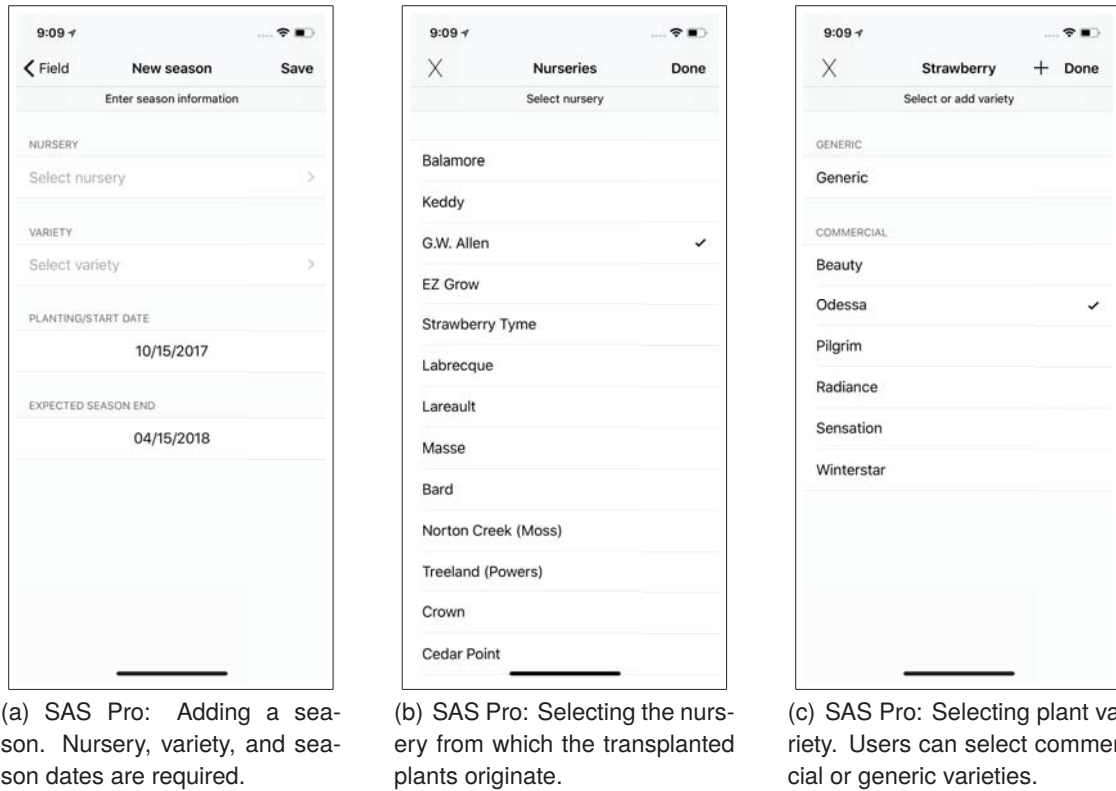 9:09
Field New season Save
Enter season information
NURSERY
Select nursery
VARIETY
Select variety
PLANTING/START DATE
10/15/2017
EXPECTED SEASON END
04/15/2018
(a) SAS Pro: Adding a sea-
son. Nursery, variety, and sea-
son dates are required.
9:09
X Nurseries Done
Select nursery
Balamore
Keddy
G.W. Allen
EZ Grow
Strawberry Tyme
Labrecque
Lareault
Masse
Bard
Norton Creek (Moss)
Treeland (Powers)
Crown
Cedar Point
(b) SAS Pro: Selecting the nurs-
ery from which the transplanted
plants originate.
9:09
X Strawberry + Done
Select or add variety
GENERIC
Generic
COMMERCIAL
Beauty
Odessa
Pilgrim
Radiance
Sensation
Winterstar
(c) SAS Pro: Selecting plant va
riety. Users can select commer
cial or generic varieties.